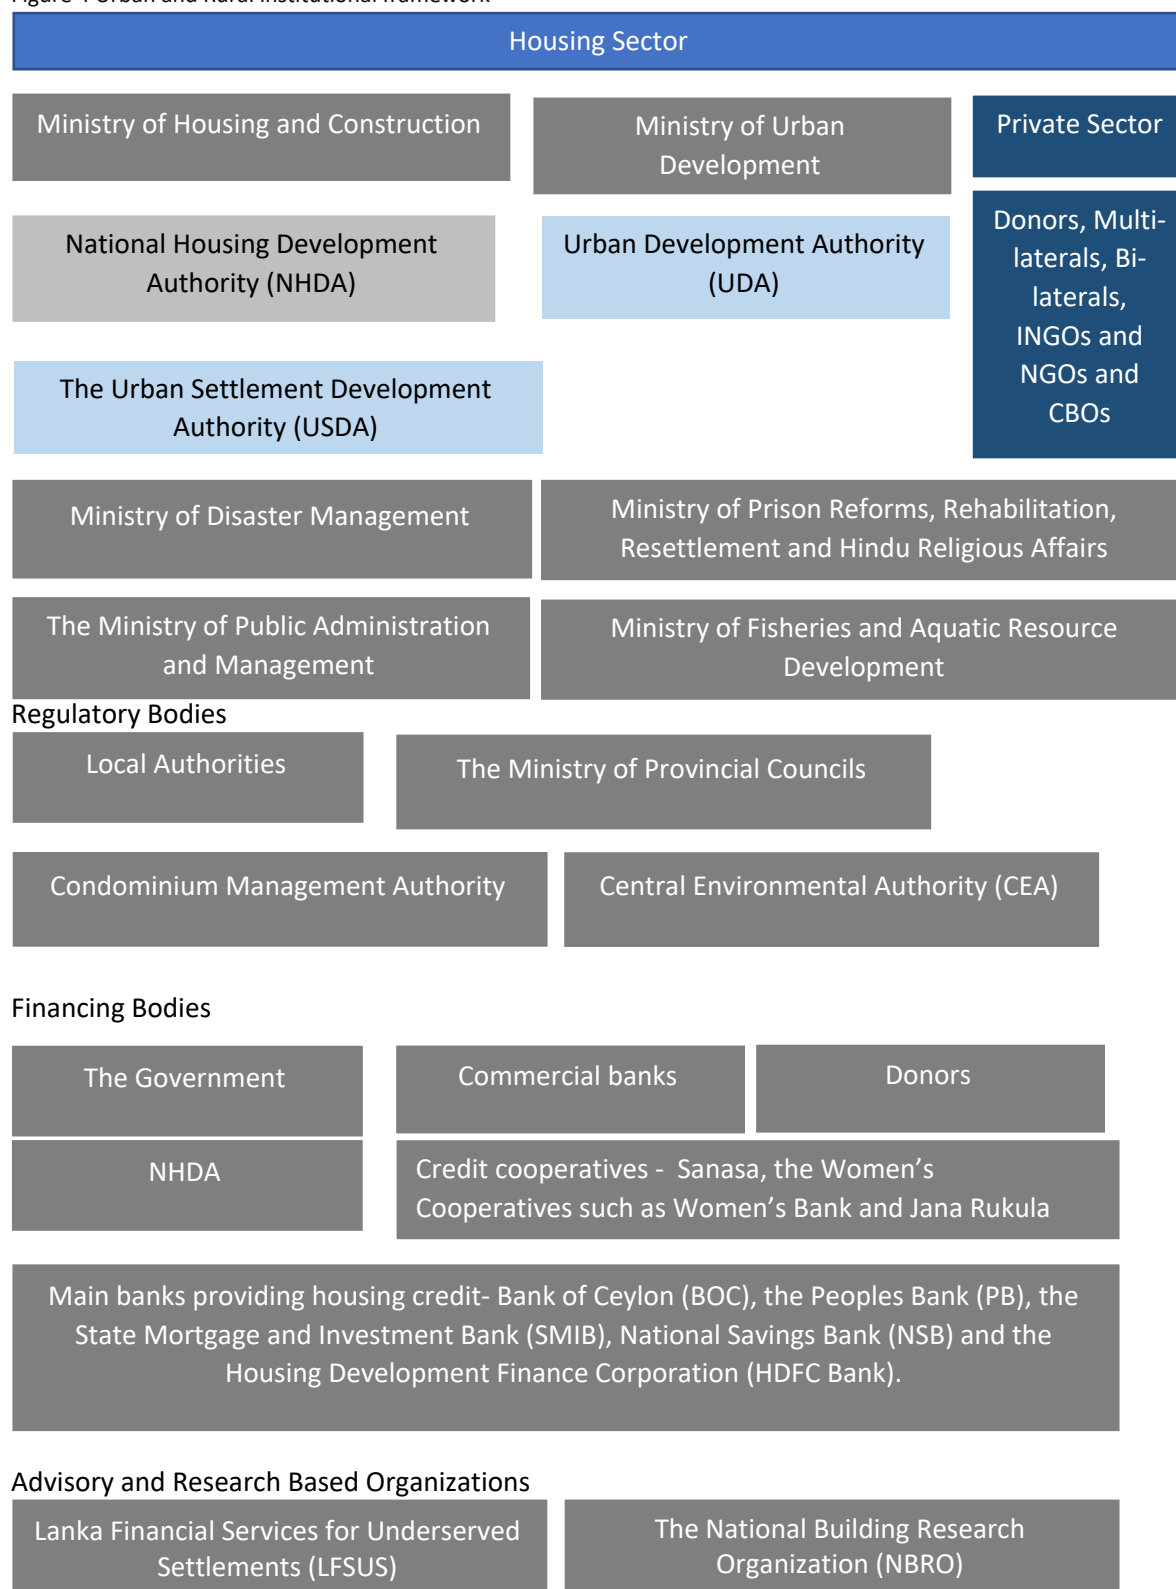 Urban and Rural Institutional framework
Housing Sector
Ministry of Housing and Construction
Ministry of Urban
Development
Private Sector
National Housing Development
Authority (NHDA)
Urban Development Authority
(UDA)
Donors, Multi-
laterals, Bi-
laterals,
INGOs and
NGOs and
CBOs
The Urban Settlement Development
Authority (USDA)
Ministry of Disaster Management
Ministry of Prison Reforms, Rehabilitation,
Resettlement and Hindu Religious Affairs
The Ministry of Public Administration
and Management
Ministry of Fisheries and Aquatic Resource
Development
Regulatory Bodies
Local Authorities
The Ministry of Provincial Councils
Condominium Management Authority
Central Environmental Authority (CEA)
Financing Bodies
The Government
Commercial banks
Donors
NHDA
Credit cooperatives - Sanasa, the Women’s
Cooperatives such as Women’s Bank and Jana Rukula
Main banks providing housing credit- Bank of Ceylon (BOC), the Peoples Bank (PB), the
State Mortgage and Investment Bank (SMIB), National Savings Bank (NSB) and the
Housing Development Finance Corporation (HDFC Bank).
Advisory and Research Based Organizations
Lanka Financial Services for Underserved
Settlements (LFSUS)
The National Building Research
Organization (NBRO)